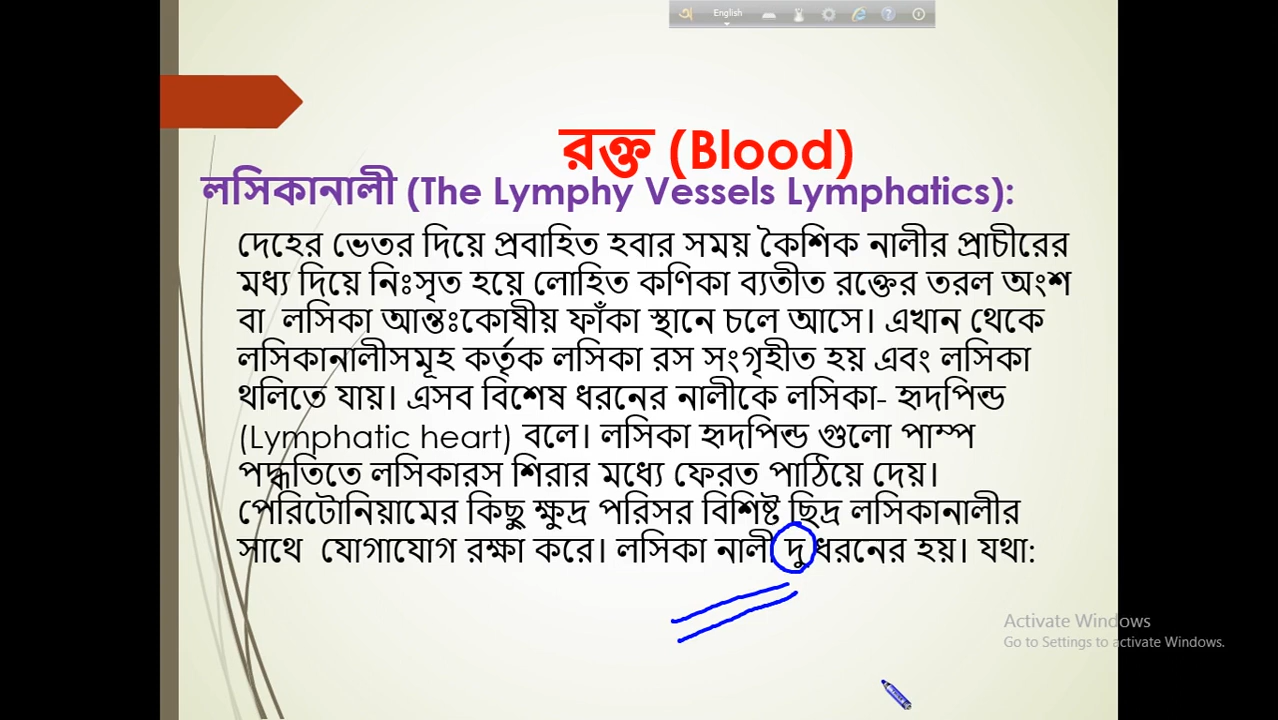 English
রক্ত (Blood)
লসিকানালী (The Lymphy Vessels Lymphatics):
দেহের ভেতর দিয়ে প্রবাহিত হবার সময় কৈশিক নালীর প্রাচীরের
মধ্য দিয়ে নিঃসৃত হয়ে লোহিত কণিকা ব্যতীত রক্তের তরল অংশ
বা লসিকা আন্তঃকোষীয় ফাঁকা স্থানে চলে আসে। এখান থেকে
লসিকানালীসমূহ কর্তৃক লসিকা রস সংগৃহীত হয় এবং লসিকা
থলিতে যায়। এসব বিশেষ ধরনের নালীকে লসিকা- হৃদপিন্ড
(Lymphatic heart) বলে। লসিকা হৃদপিন্ড গুলো পাম্প
পদ্ধতিতে লসিকারস শিরার মধ্যে ফেরত পাঠিয়ে দেয়।
পেরিটোনিয়ামের কিছু ক্ষুদ্র পরিসর বিশিষ্ট ছিদ্র লসিকানালীর
সাথে যোগাযোগ রক্ষা করে। লসিকা নালী দু ধরনের হয়। যথা:
Activate Windows
Go to Settings to activate Windows.